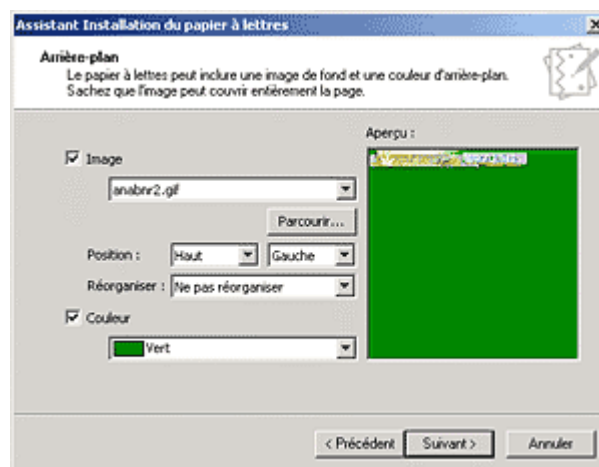 Assistant Installation du papier à lettres
Arrière-plan
Le papier à lettres peut inclure une image de fond et une couleur d'arrière-plan.
Sachez que l'image peut couvrir entièrement la page.
Aperçu :
Image
anabnr2.gif
Parcourir...
Position : Haut Gauche
Réorganiser : Ne pas réorganiser
Couleur
Vert
< Précédent Suivant > Annuler